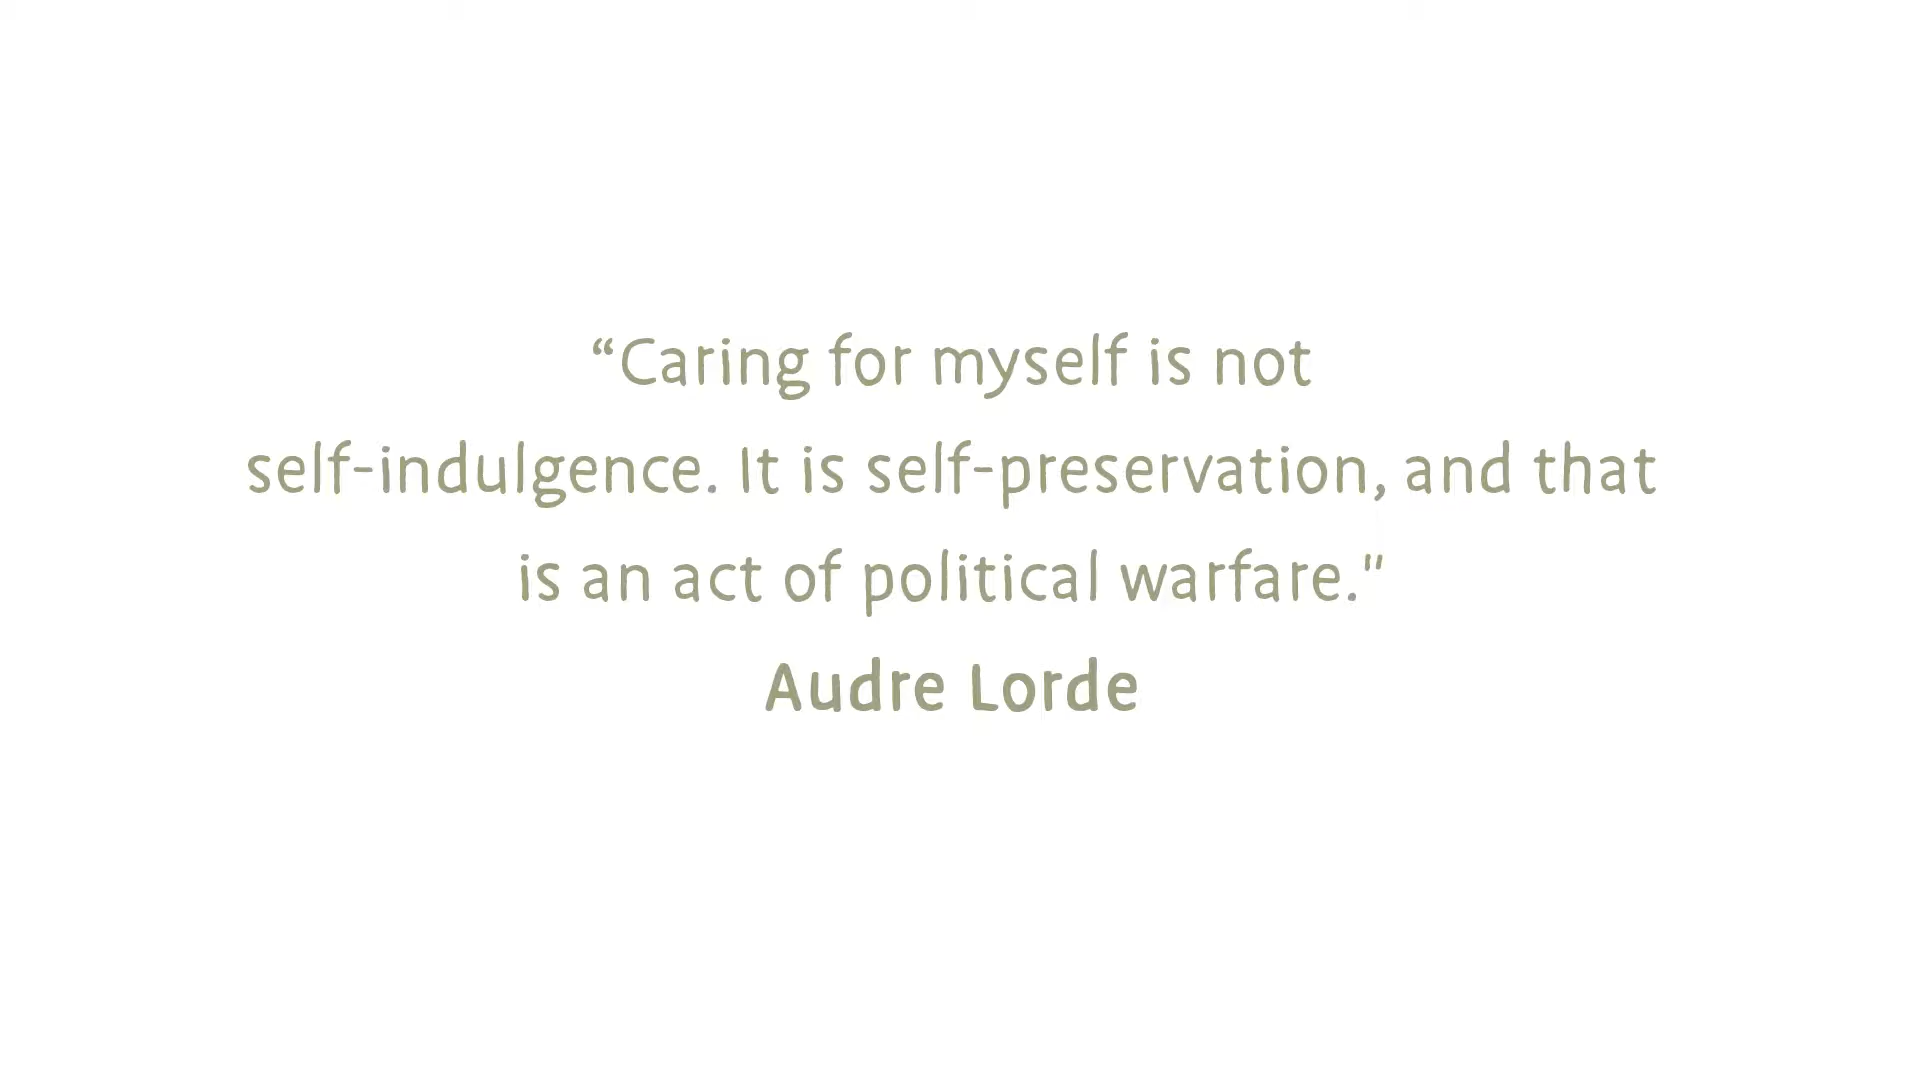 “Caring for myself is not
self-indulgence. It is self-preservation, and that
is an act of political warfare."
Audre Lorde